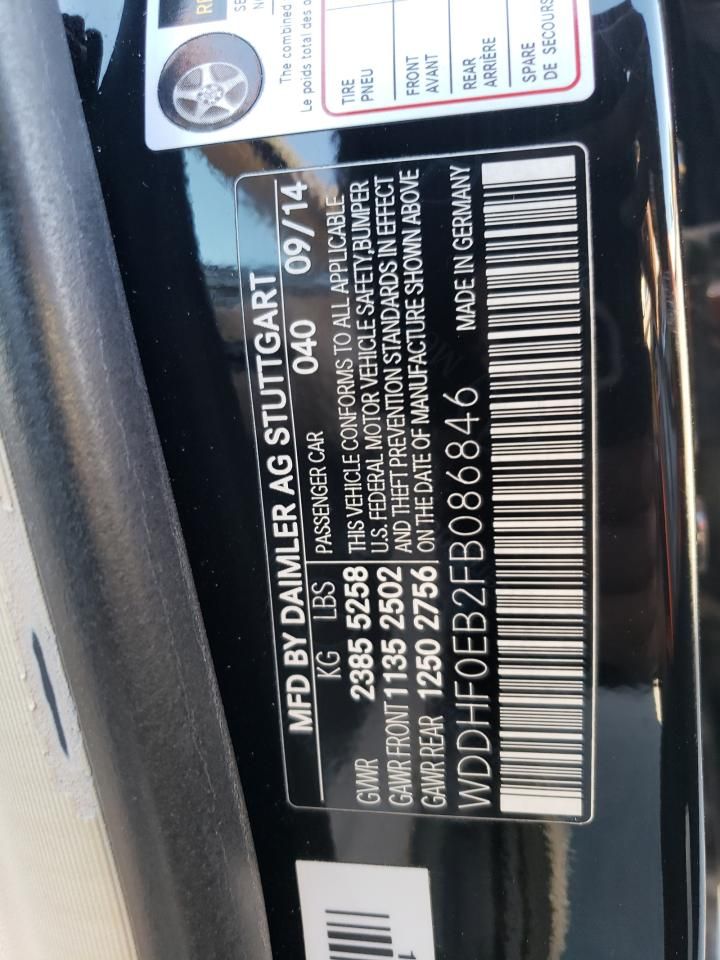 The combined
Le poids total des
TIRE
PNEU
FRONT
AVANT
REAR
ARRIÈRE
SPARE
DE SECOURS
MFD BY DAIMLER AG STUTTGART
KG LBS PASSENGER CAR 040 09/14
GVWR 2385 5258
GAWR FRONT 1135 2502
GAWR REAR 1250 2756
THIS VEHICLE CONFORMS TO ALL APPLICABLE
U.S. FEDERAL MOTOR VEHICLE SAFETY,BUMPER
AND THEFT PREVENTION STANDARDS IN EFFECT
ON THE DATE OF MANUFACTURE SHOWN ABOVE
WDDHF0EB2FB086846 MADE IN GERMANY